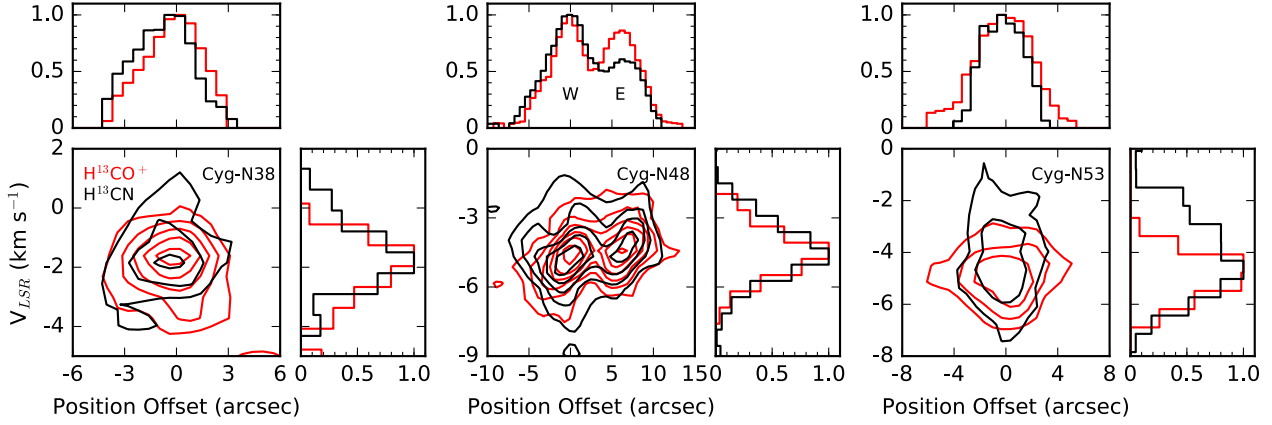 1.0
0.5
0
1.0
0.5
0
W
E
1.0
0.5
0
2
0
-2
-4
H¹³CO⁺
H¹³CN
Cyg-N38
0
-3
-6
-9
Cyg-N48
0
-2
-4
-6
-8
Cyg-N53
V_LSR (km s⁻¹)
-6 -3 0 3 6
0 0.5 1.0
-10 -5 0 5 10 15
0 0.5 1.0
-8 -4 0 4 8
0 0.5 1.0
Position Offset (arcsec)
Position Offset (arcsec)
Position Offset (arcsec)